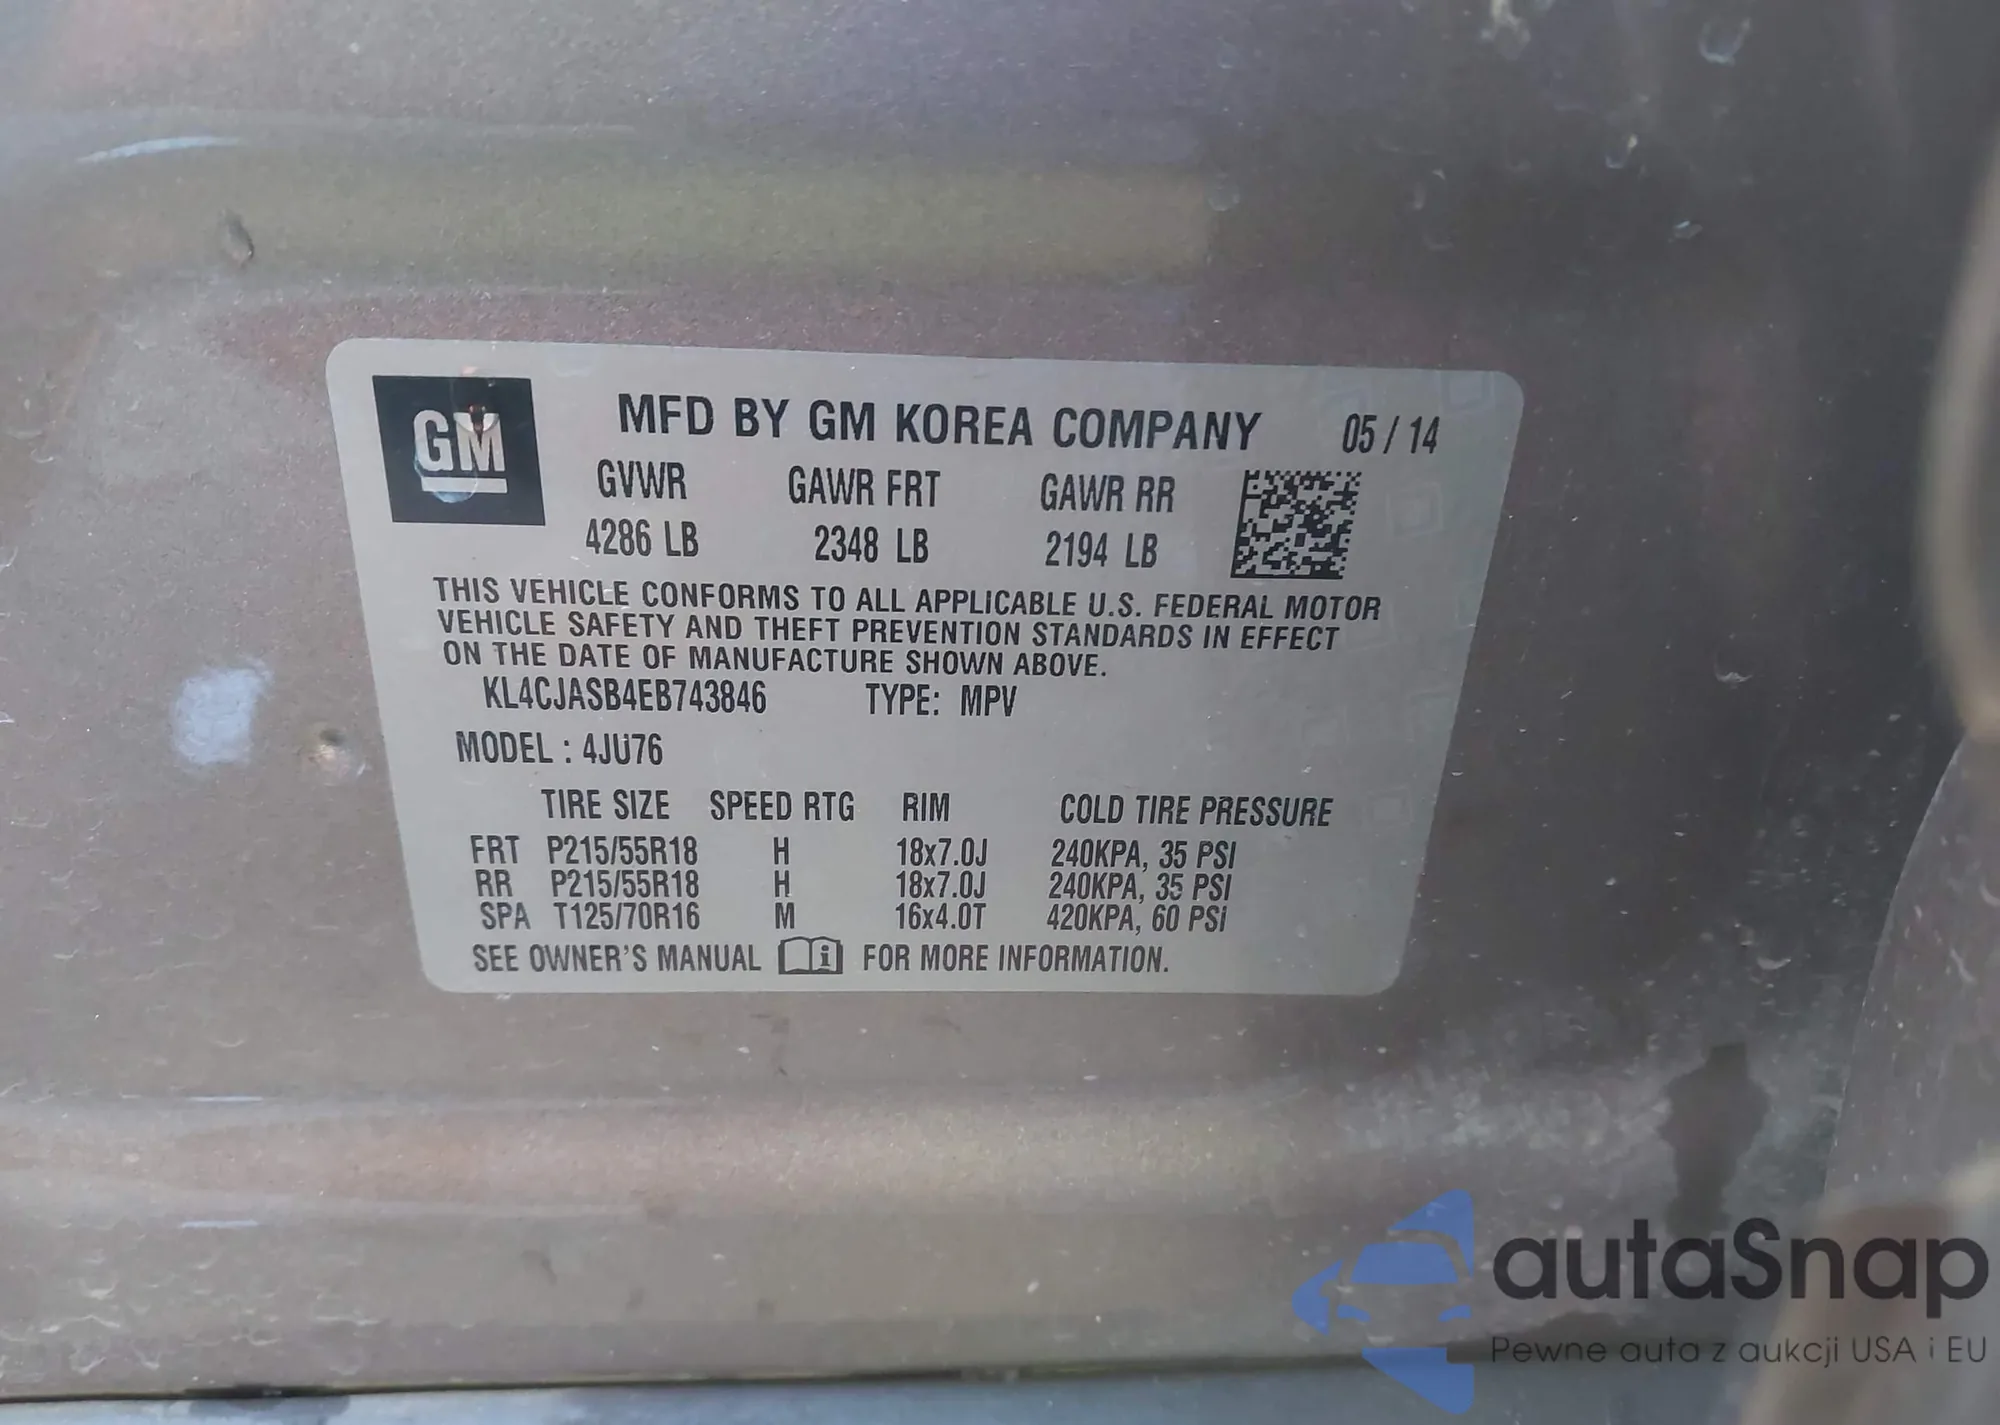 GM
MFD BY GM KOREA COMPANY 05 / 14
GVWR GAWR FRT GAWR RR
4286 LB 2348 LB 2194 LB
THIS VEHICLE CONFORMS TO ALL APPLICABLE U.S. FEDERAL MOTOR
VEHICLE SAFETY AND THEFT PREVENTION STANDARDS IN EFFECT
ON THE DATE OF MANUFACTURE SHOWN ABOVE.
KL4CJASB4EB743846 TYPE: MPV
MODEL : 4JU76
TIRE SIZE SPEED RTG RIM COLD TIRE PRESSURE
FRT P215/55R18 H 18x7.0J 240KPA, 35 PSI
RR P215/55R18 H 18x7.0J 240KPA, 35 PSI
SPA T125/70R16 M 16x4.0T 420KPA, 60 PSI
SEE OWNER'S MANUAL FOR MORE INFORMATION.
autaSnap
Pewne auta z aukcji USA i EU